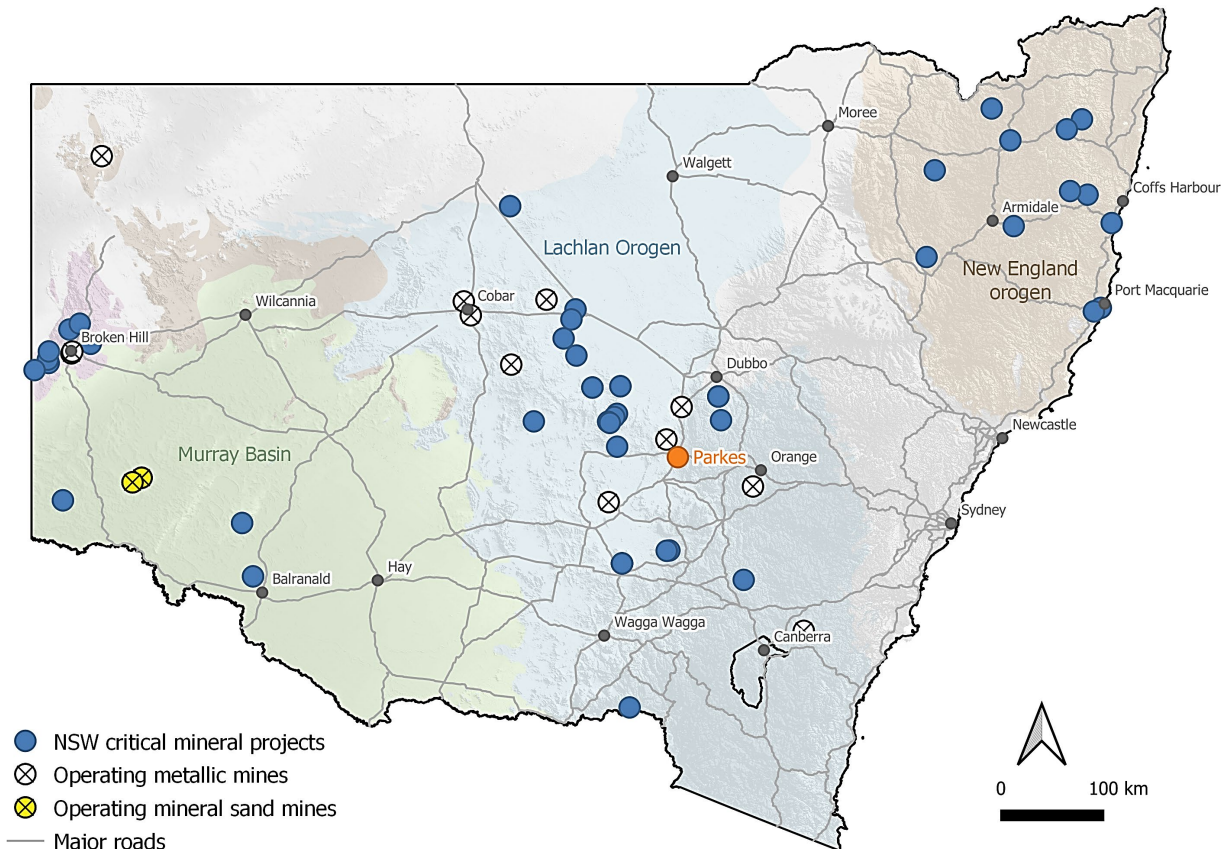 Moree
Walgett
Coffs Harbour
Armidale
Lachlan Orogen
New England
orogen
Port Macquarie
Cobar
Wilcannia
Broken Hill
Dubbo
Newcastle
Murray Basin
Parkes
Orange
Sydney
Hay
Balranald
Wagga Wagga
Canberra
NSW critical mineral projects
Operating metallic mines
Operating mineral sand mines
Major roads
0 100 km